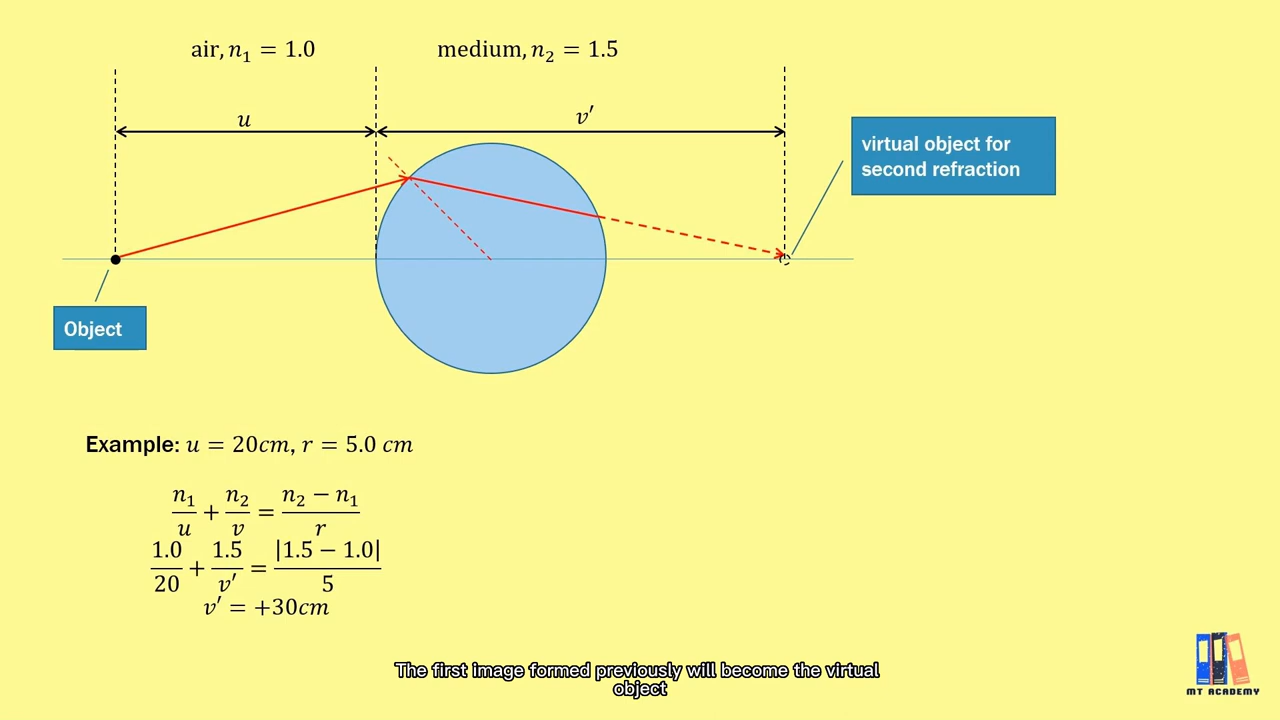 air, n₁ = 1.0
medium, n₂ = 1.5
u
v′
virtual object for
second refraction
Object
Example: u = 20cm, r = 5.0 cm
n₁/u + n₂/v = (n₂ − n₁)/r
1.0/20 + 1.5/v′ = |1.5 − 1.0|/5
v′ = +30cm
The first image formed previously will become the virtual
object
MT ACADEMY